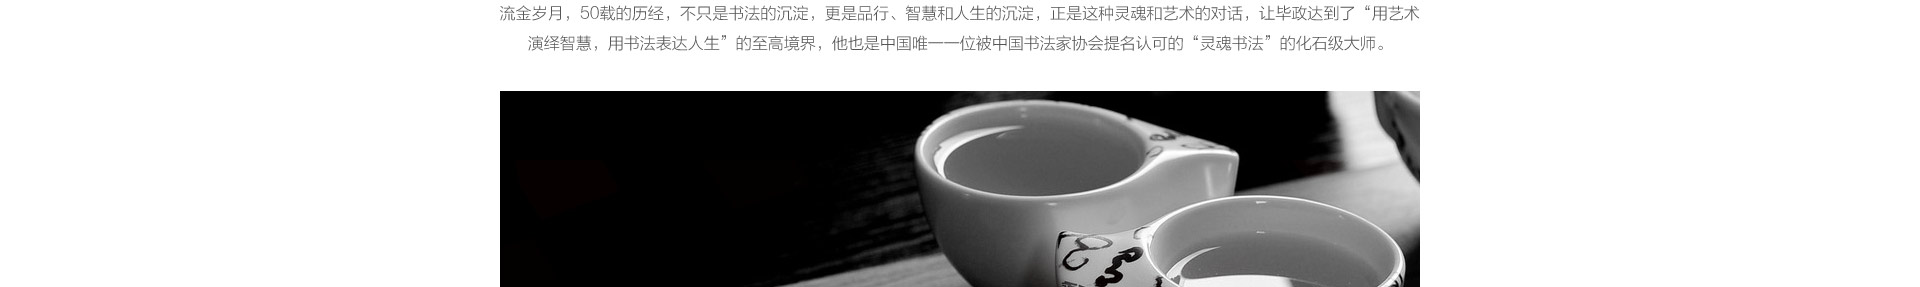 流金岁月，50载的历经，不只是书法的沉淀，更是品行、智慧和人生的沉淀，正是这种灵魂和艺术的对话，让毕政达到了“用艺术
演绎智慧，用书法表达人生”的至高境界，他也是中国唯一一位被中国书法家协会提名认可的“灵魂书法”的化石级大师。